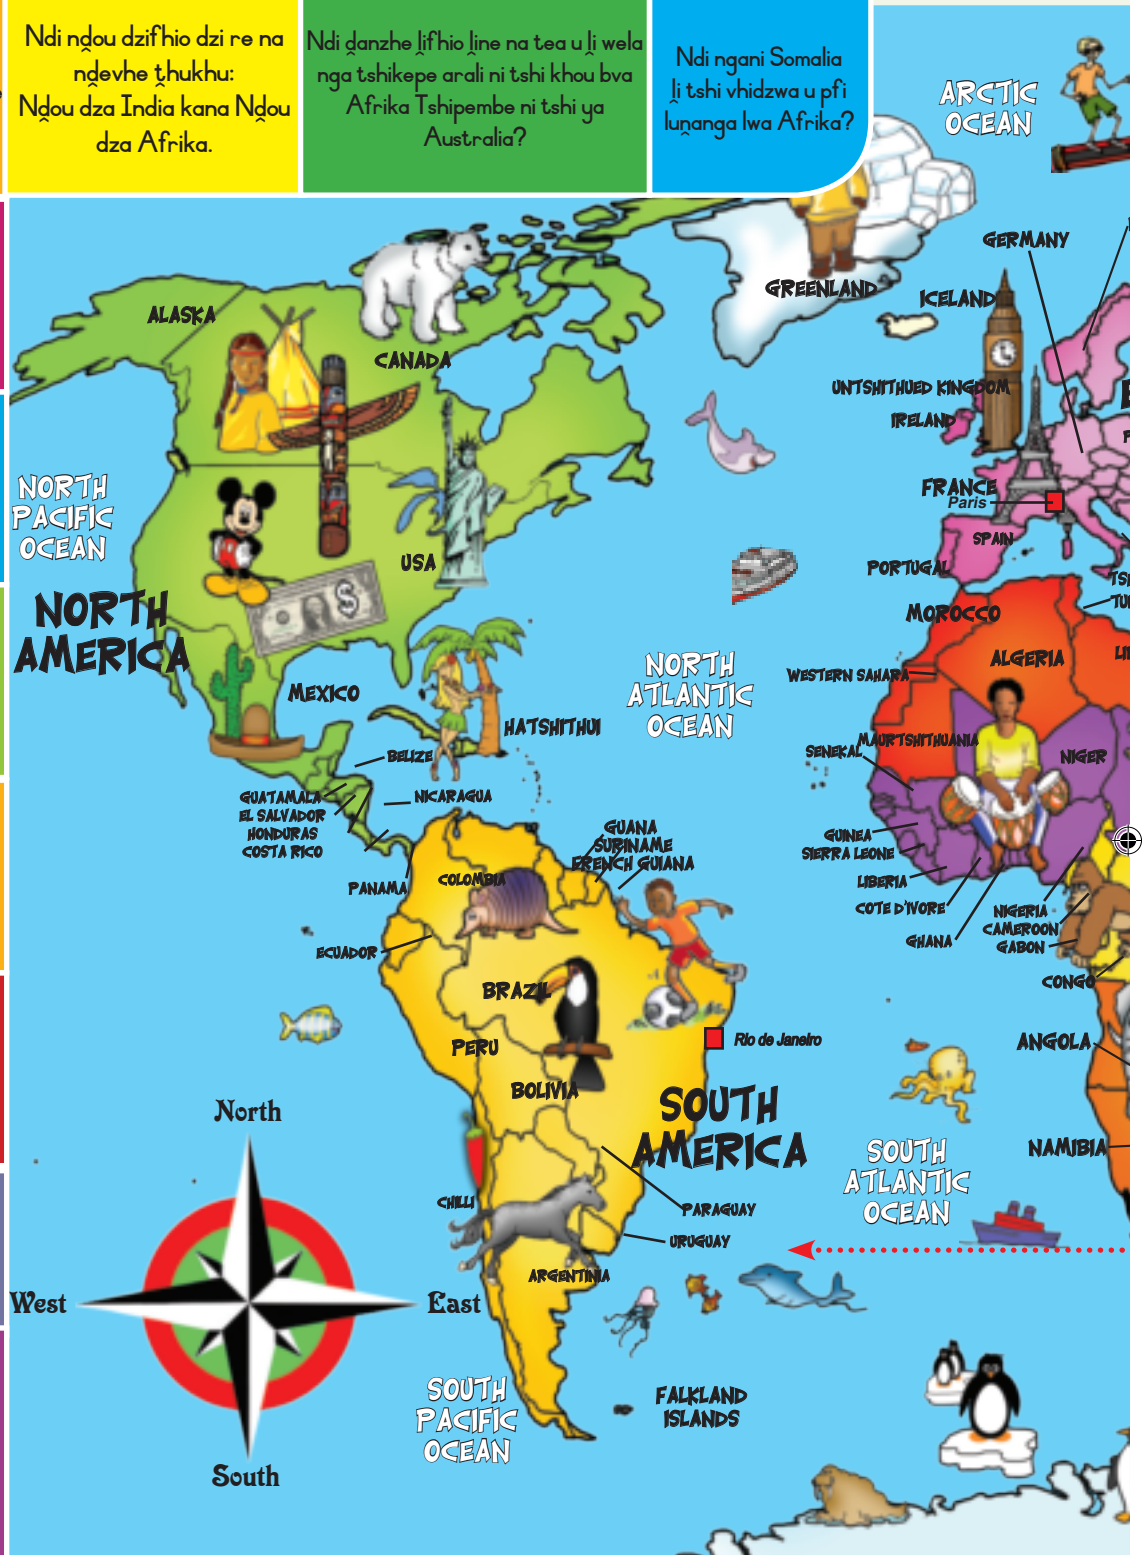 Ndi nḓou dzifhio dzi re na
nḓevhe ṱhukhu:
Nḓou dza India kana Nḓou
dza Afrika.
Ndi ḓanzhe ḽifhio ḽine na tea u ḽi wela
nga tshikepe arali ni tshi khou bva
Afrika Tshipembe ni tshi ya
Australia?
Ndi ngani Somalia
ḽi tshi vhidzwa u pfi
luṋanga lwa Afrika?
ARCTIC
OCEAN
GERMANY
GREENLAND
ICELAND
ALASKA
CANADA
UNTSHITHUED KINGDOM
IRELAND
NORTH
PACIFIC
OCEAN
FRANCE
Paris
SPAIN
USA
PORTUGAL
NORTH
AMERICA
MOROCCO
ALGERIA
NORTH
ATLANTIC
OCEAN
WESTERN SAHARA
MEXICO
HATSHITHUI
MAURTSHITHUANIA
SENEKAL
NIGER
BELIZE
GUATAMALA
NICARAGUA
EL SALVADOR
HONDURAS
COSTA RICO
GUANA
SURINAME
FRENCH GUIANA
GUINEA
SIERRA LEONE
PANAMA
COLOMBIA
LIBERIA
COTE D'IVORE
NIGERIA
CAMEROON
GABON
GHANA
ECUADOR
CONGO
BRAZIL
Rio de Janeiro
ANGOLA
PERU
BOLIVIA
SOUTH
AMERICA
North
NAMIBIA
SOUTH
ATLANTIC
OCEAN
CHILLI
PARAGUAY
URUGUAY
ARGENTINIA
West
East
SOUTH
PACIFIC
OCEAN
FALKLAND
ISLANDS
South